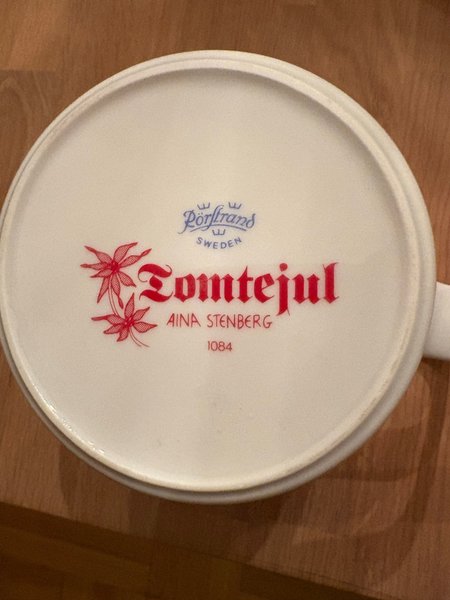 Rörstrand
SWEDEN
Tomtejul
AINA STENBERG
1084